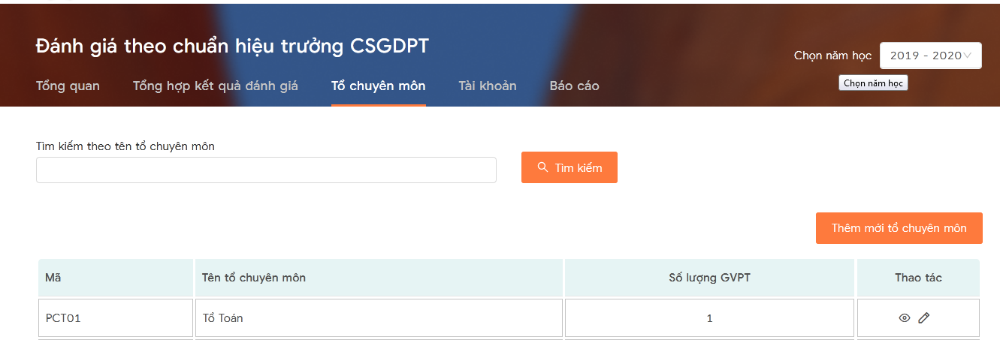 Đánh giá theo chuẩn hiệu trưởng CSGDPT
Chọn năm học 2019 - 2020
Tổng quan Tổng hợp kết quả đánh giá Tổ chuyên môn Tài khoản Báo cáo
Chọn năm học
Tìm kiếm theo tên tổ chuyên môn
Tìm kiếm
Thêm mới tổ chuyên môn
Mã Tên tổ chuyên môn Số lượng GVPT Thao tác
PCT01 Tổ Toán 1